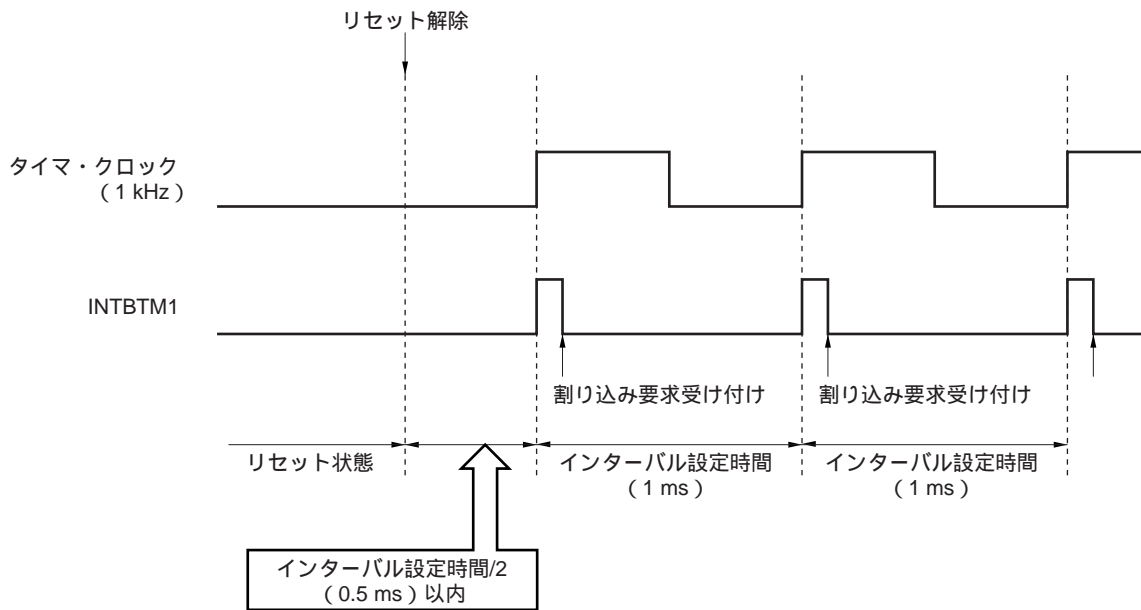 リセット解除
タイマ・クロック
（1 kHz）
INTBTM1
割り込み要求受け付け
割り込み要求受け付け
リセット状態
インターバル設定時間
（1 ms）
インターバル設定時間
（1 ms）
インターバル設定時間/2
（0.5 ms）以内